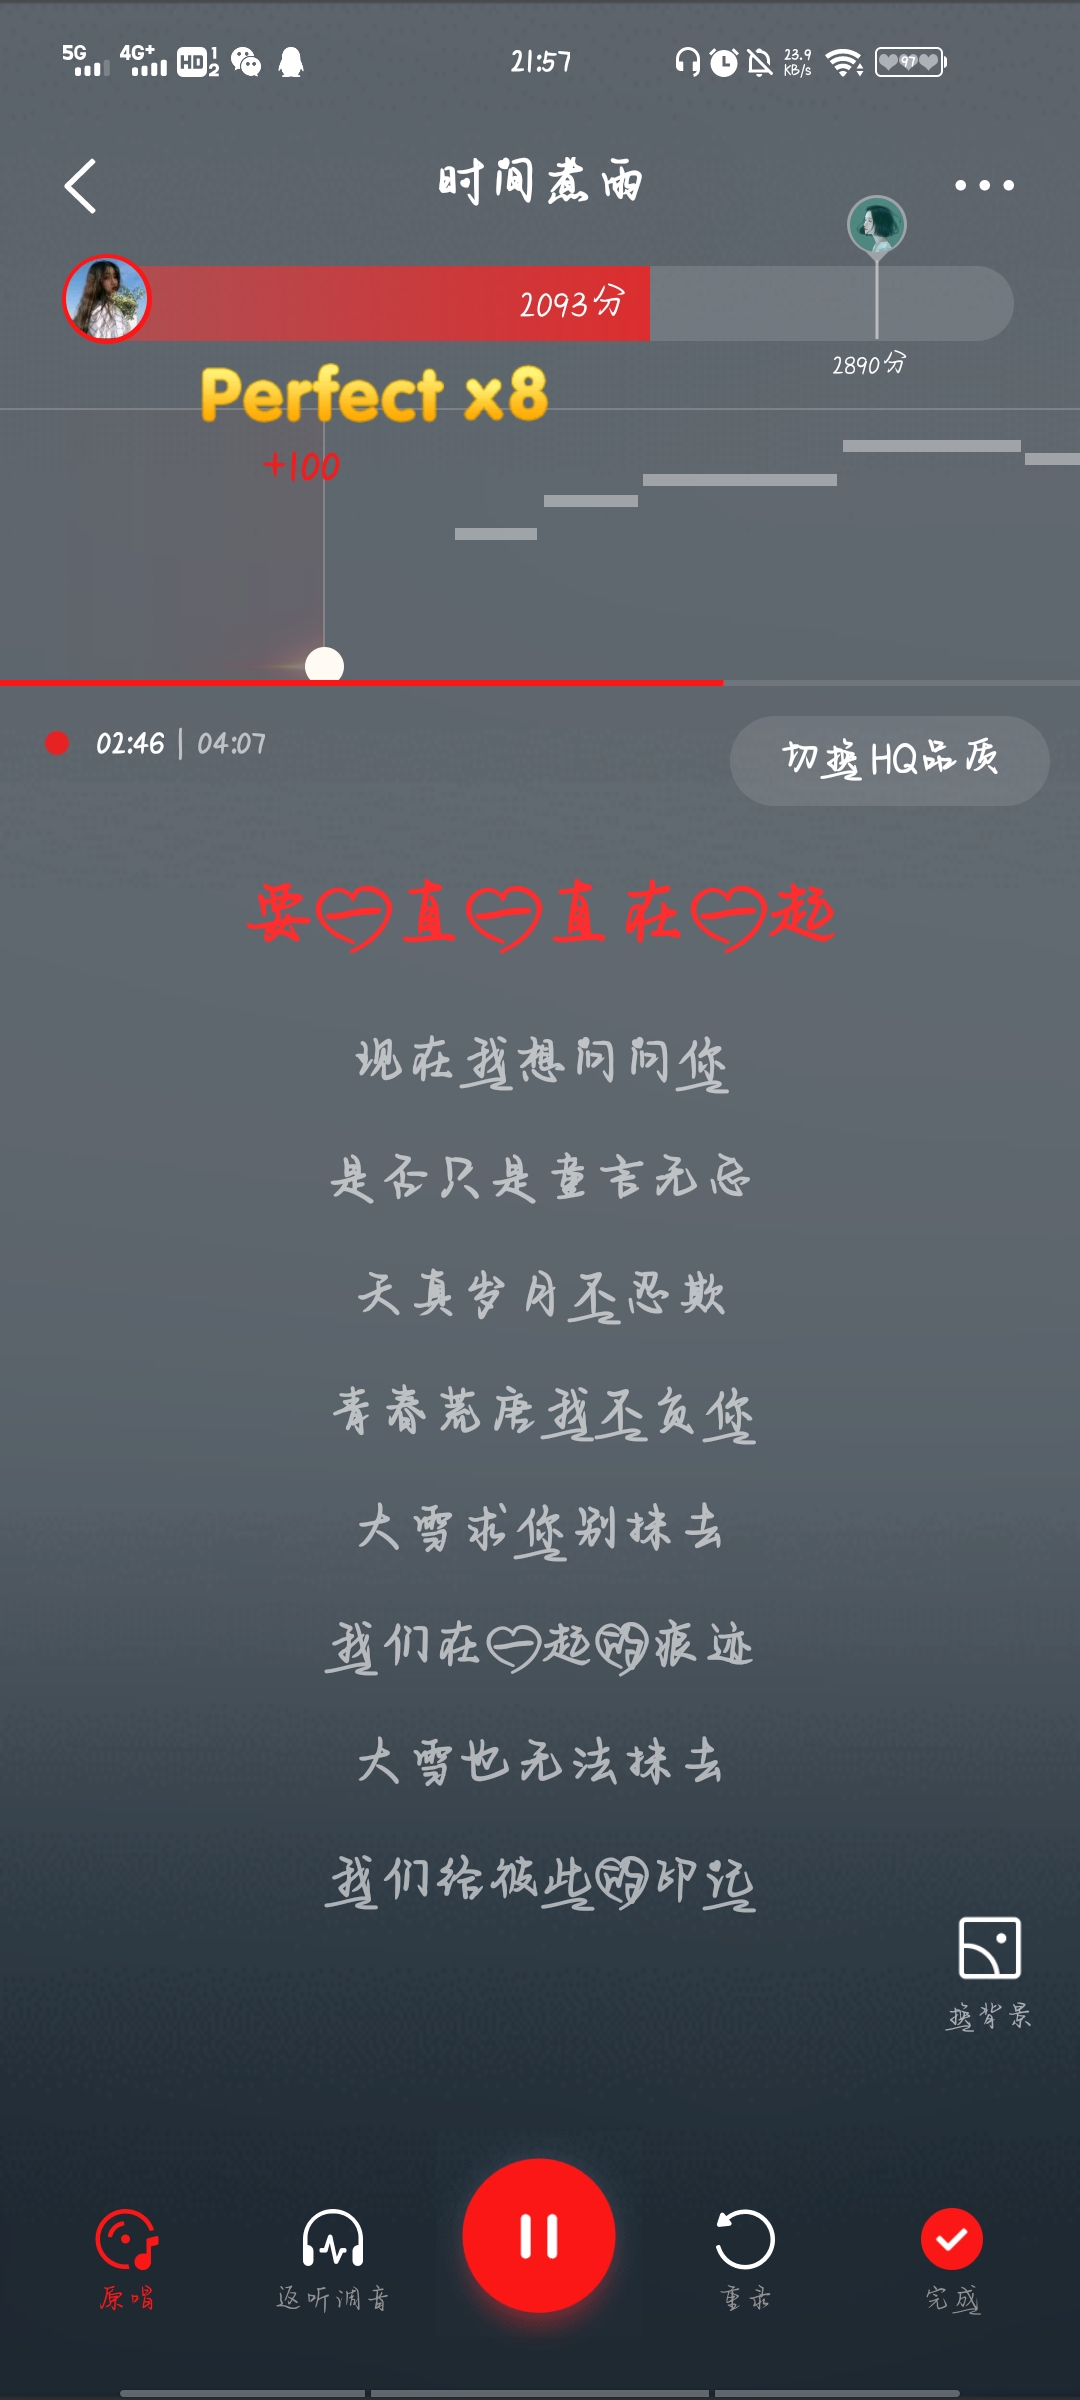 5G 4G+ HD 1 2 21:57 23.9 KB/s 97
时间煮雨
2093分
2890分
Perfect x8
+100
02:46 | 04:07
切换HQ品质
要一直一直在一起
现在我想问问你
是否只是童言无忌
天真岁月不忍欺
青春荒唐我不负你
大雪求你别抹去
我们在一起的痕迹
大雪也无法抹去
我们给彼此的印记
换背景
原唱 返听调音 重录 完成